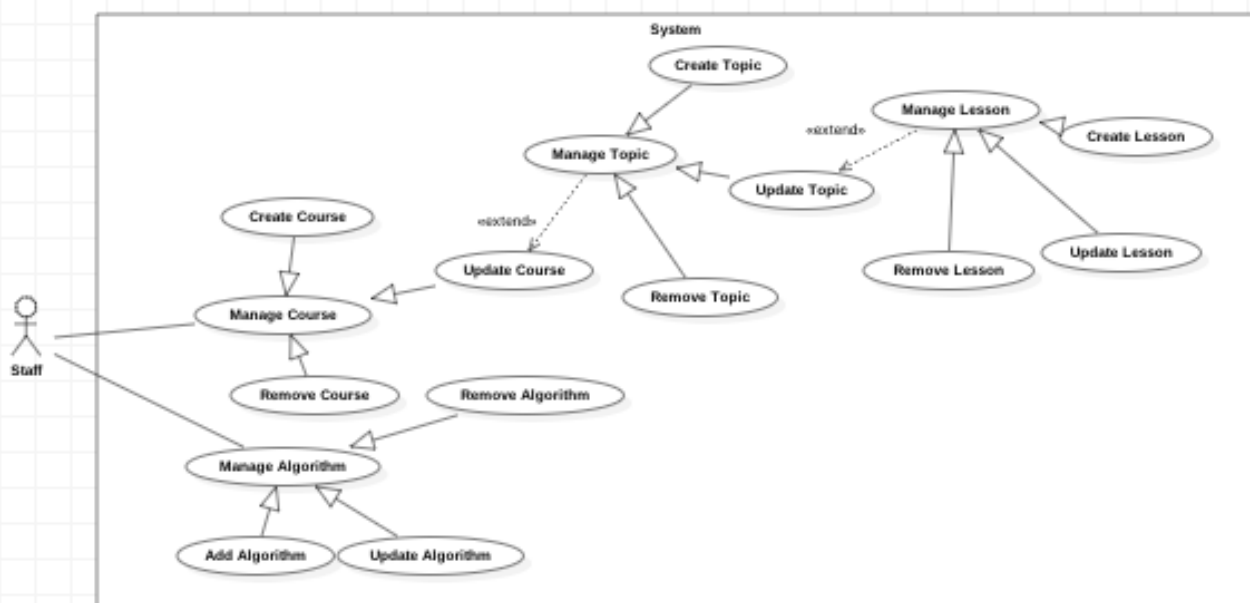 System
Create Topic
Manage Lesson
«extend»
Create Lesson
Manage Topic
Update Topic
Create Course
«extend»
Update Lesson
Update Course
Remove Lesson
Remove Topic
Manage Course
Staff
Remove Course
Remove Algorithm
Manage Algorithm
Add Algorithm
Update Algorithm